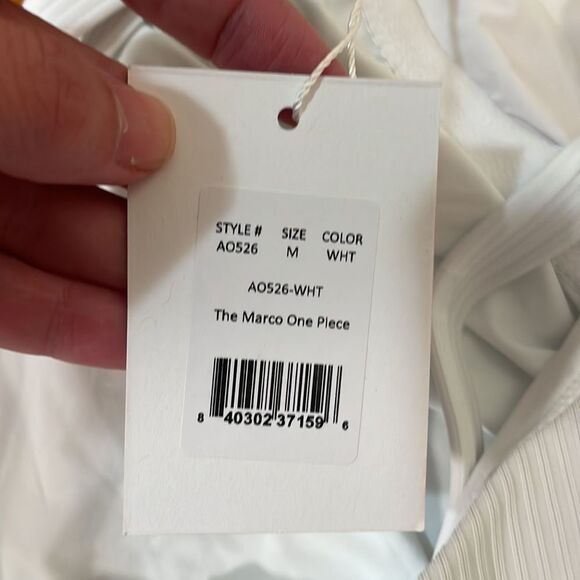 STYLE # SIZE COLOR
AO526 M WHT
AO526-WHT
The Marco One Piece
8 40302 37159 6